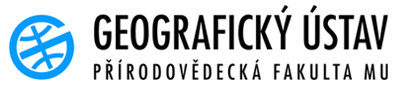 GEOGRAFICKÝ ÚSTAV
PŘÍRODOVĚDECKÁ FAKULTA MU